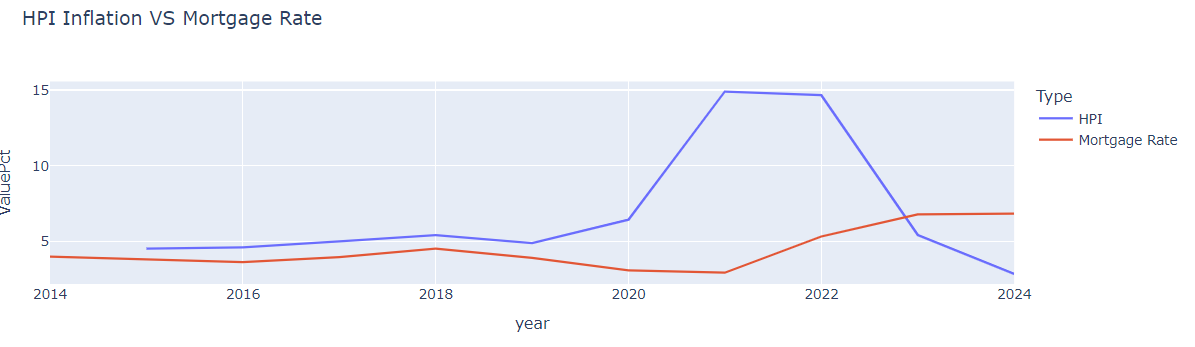 HPI Inflation VS Mortgage Rate
Type
HPI
Mortgage Rate
ValuePct
15
10
5
2014 2016 2018 2020 2022 2024
year